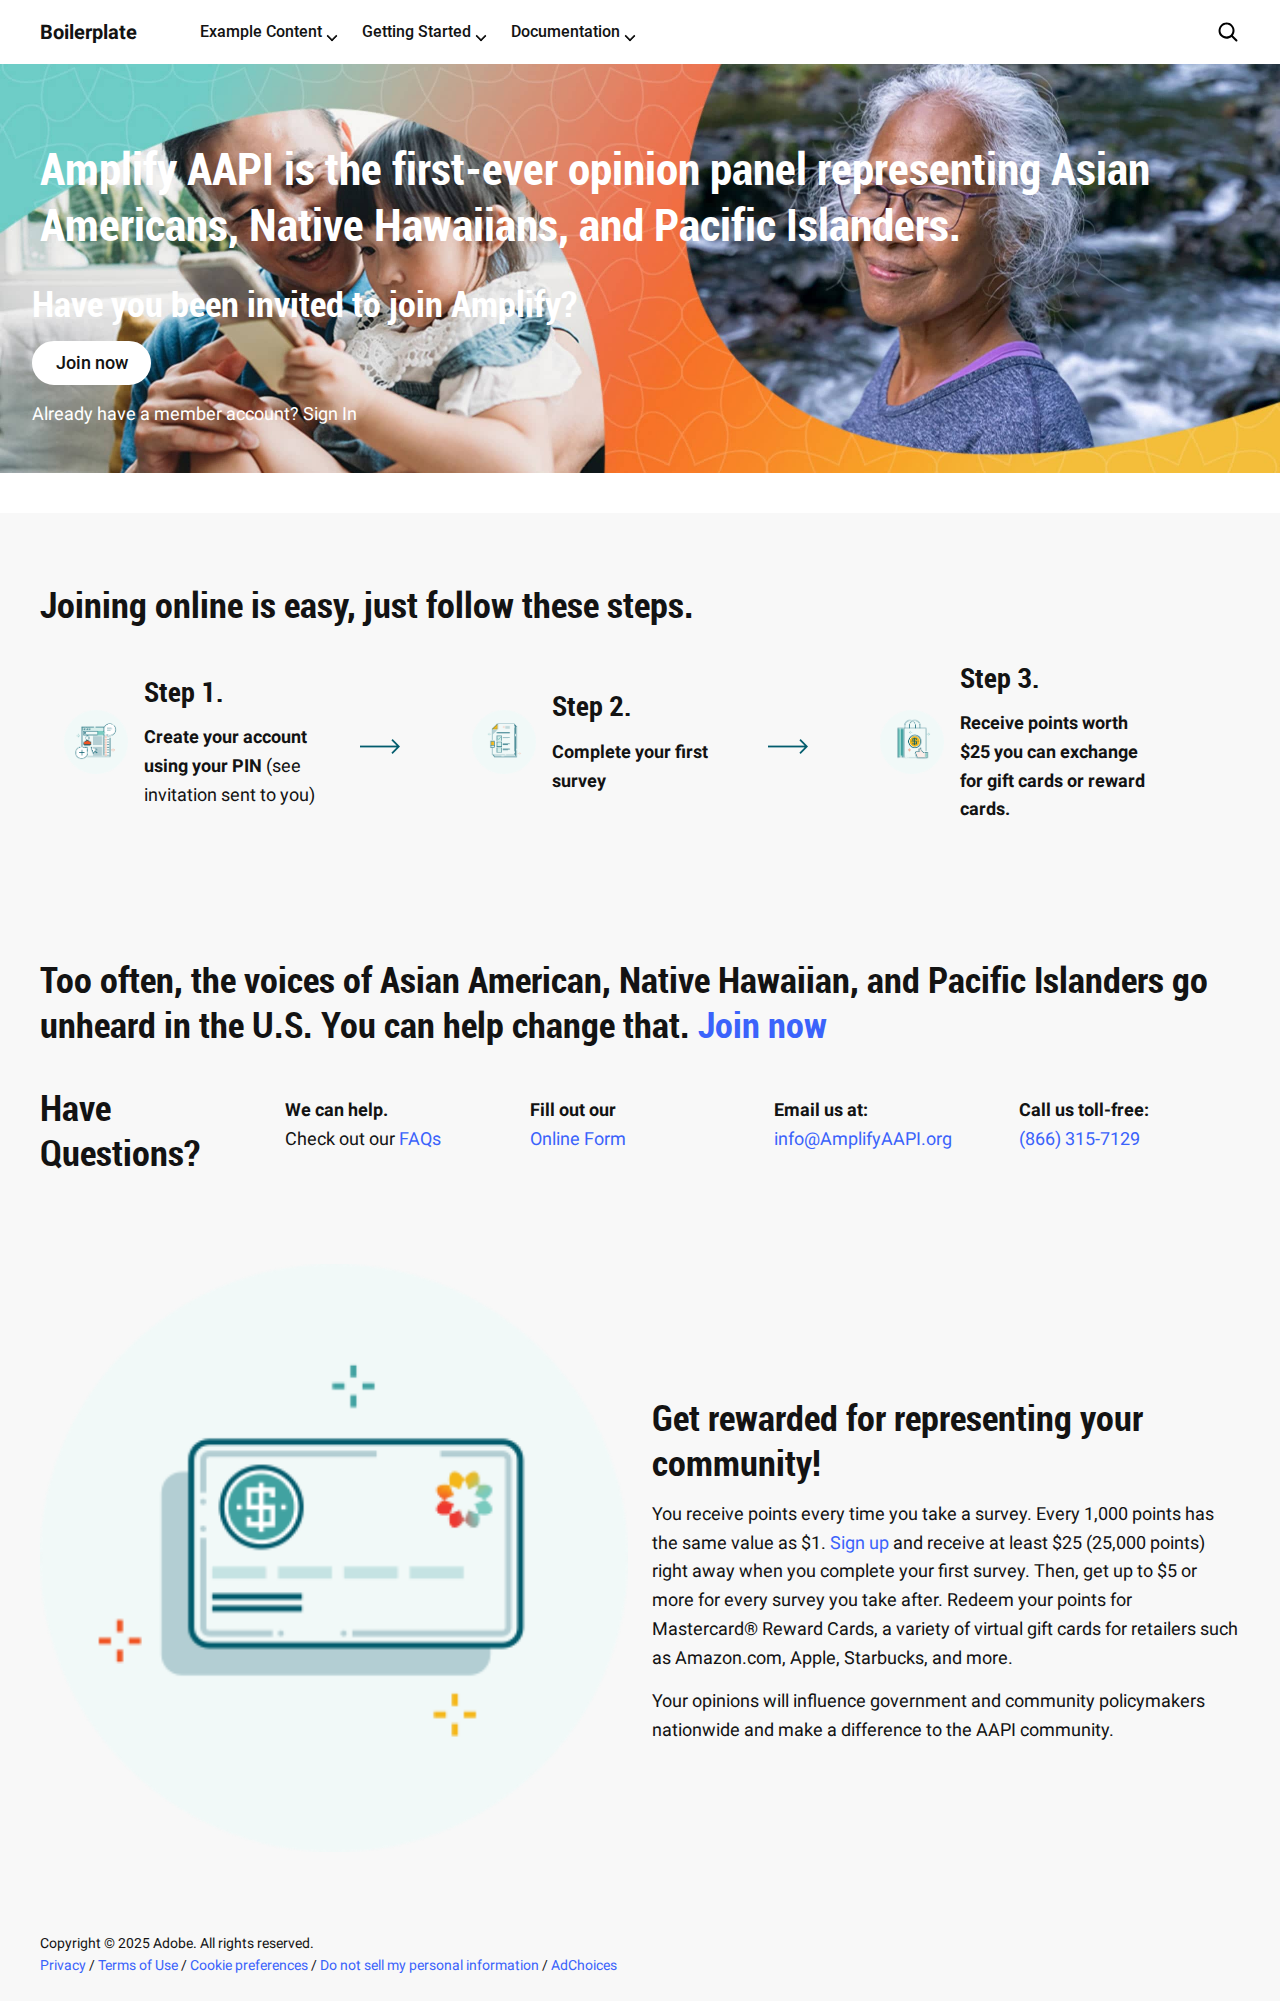 Boilerplate
Example Content
Getting Started
Documentation
Amplify AAPI is the first-ever opinion panel representing Asian
Americans, Native Hawaiians, and Pacific Islanders.
Have you been invited to join Amplify?
Join now
Already have a member account? Sign In
Joining online is easy, just follow these steps.
Step 1.
Create your account
using your PIN (see
invitation sent to you)
Step 2.
Complete your first
survey
Step 3.
Receive points worth
$25 you can exchange
for gift cards or reward
cards.
Too often, the voices of Asian American, Native Hawaiian, and Pacific Islanders go
unheard in the U.S. You can help change that. Join now
Have
Questions?
We can help.
Check out our FAQs
Fill out our
Online Form
Email us at:
info@AmplifyAAPI.org
Call us toll-free:
(866) 315-7129
$
Get rewarded for representing your
community!
You receive points every time you take a survey. Every 1,000 points has
the same value as $1. Sign up and receive at least $25 (25,000 points)
right away when you complete your first survey. Then, get up to $5 or
more for every survey you take after. Redeem your points for
Mastercard® Reward Cards, a variety of virtual gift cards for retailers such
as Amazon.com, Apple, Starbucks, and more.
Your opinions will influence government and community policymakers
nationwide and make a difference to the AAPI community.
Copyright © 2025 Adobe. All rights reserved.
Privacy / Terms of Use / Cookie preferences / Do not sell my personal information / AdChoices